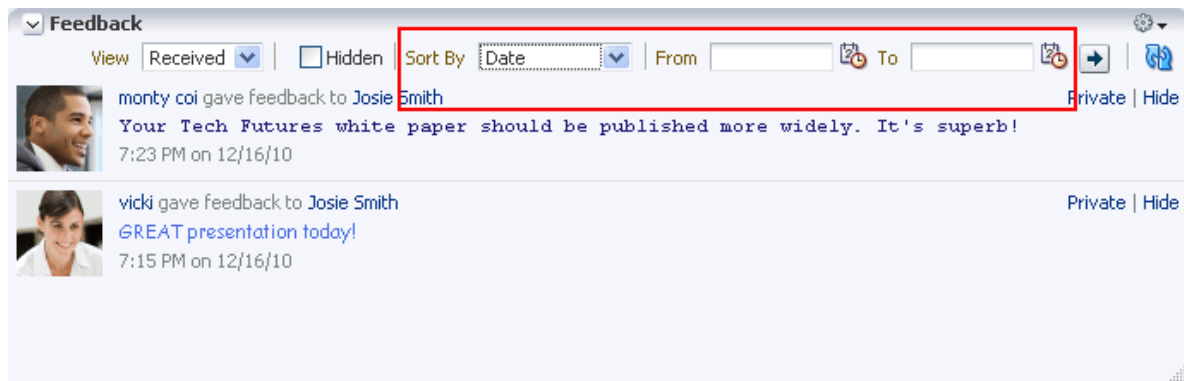 Feedback
View Received Hidden Sort By Date From To
monty coi gave feedback to Josie Smith Private | Hide
Your Tech Futures white paper should be published more widely. It's superb!
7:23 PM on 12/16/10
vicki gave feedback to Josie Smith Private | Hide
GREAT presentation today!
7:15 PM on 12/16/10